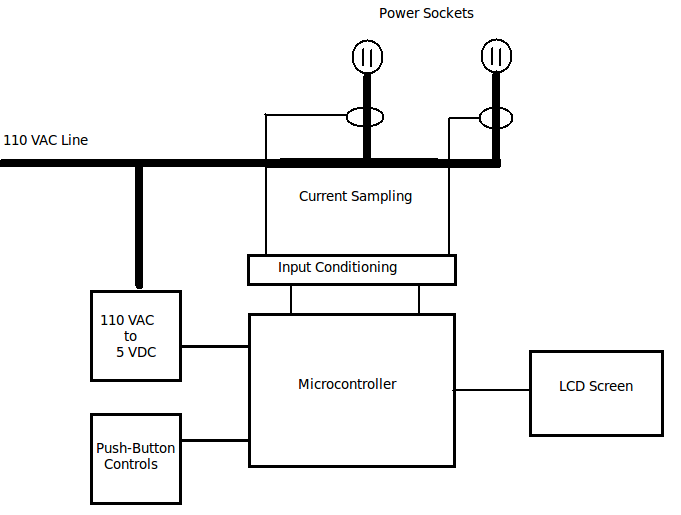 Power Sockets
110 VAC Line
Current Sampling
Input Conditioning
110 VAC
to
5 VDC
Microcontroller
LCD Screen
Push-Button
Controls